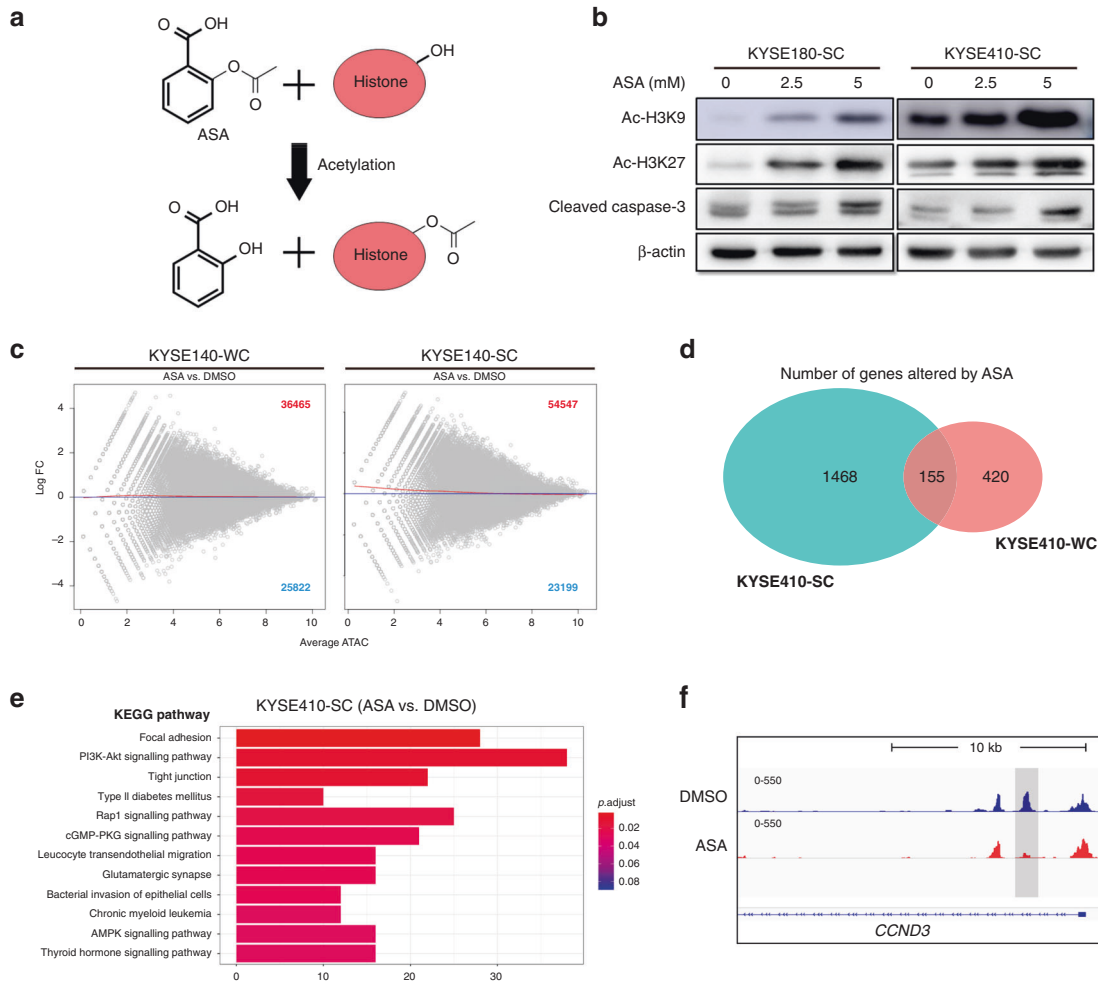 a
O
OH
O
O
ASA
+
OH
Histone
Acetylation
O
OH
OH
+
Histone
O
O
b
KYSE180-SC
KYSE410-SC
ASA (mM)
0
2.5
5
0
2.5
5
Ac-H3K9
Ac-H3K27
Cleaved caspase-3
β-actin
c
KYSE140-WC
KYSE140-SC
ASA vs. DMSO
ASA vs. DMSO
4
2
0
−2
−4
Log FC
36465
25822
54547
23199
0
2
4
6
8
10
0
2
4
6
8
10
Average ATAC
d
Number of genes altered by ASA
1468
155
420
KYSE410-WC
KYSE410-SC
e
KEGG pathway
KYSE410-SC (ASA vs. DMSO)
Focal adhesion
PI3K-Akt signalling pathway
Tight junction
Type II diabetes mellitus
Rap1 signalling pathway
cGMP-PKG signalling pathway
Leucocyte transendothelial migration
Glutamatergic synapse
Bacterial invasion of epithelial cells
Chronic myeloid leukemia
AMPK signalling pathway
Thyroid hormone signalling pathway
0
10
20
30
p.adjust
0.02
0.04
0.06
0.08
f
10 kb
0-550
DMSO
0-550
ASA
CCND3